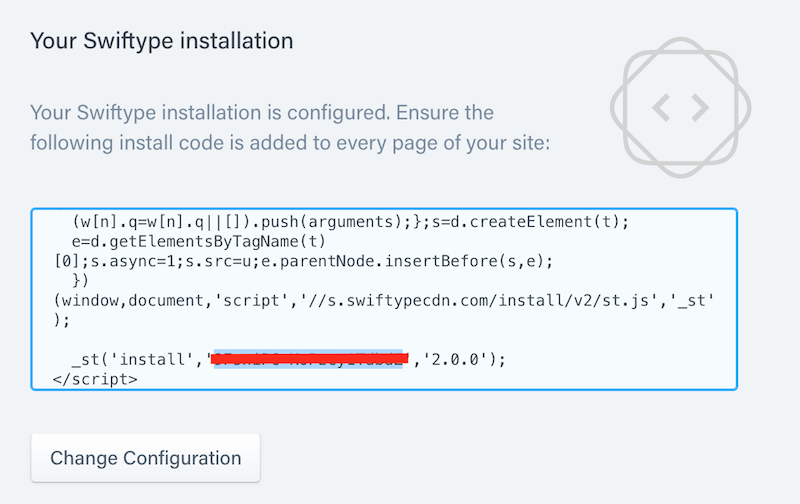 Your Swiftype installation
Your Swiftype installation is configured. Ensure the
following install code is added to every page of your site:
(w[n].q=w[n].q||[]).push(arguments);};s=d.createElement(t);
e=d.getElementsByTagName(t)
[0];s.async=1;s.src=u;e.parentNode.insertBefore(s,e);
})
(window,document,'script','//s.swiftypecdn.com/install/v2/st.js','_st'
);
_st('install','  ','2.0.0');
</script>
Change Configuration